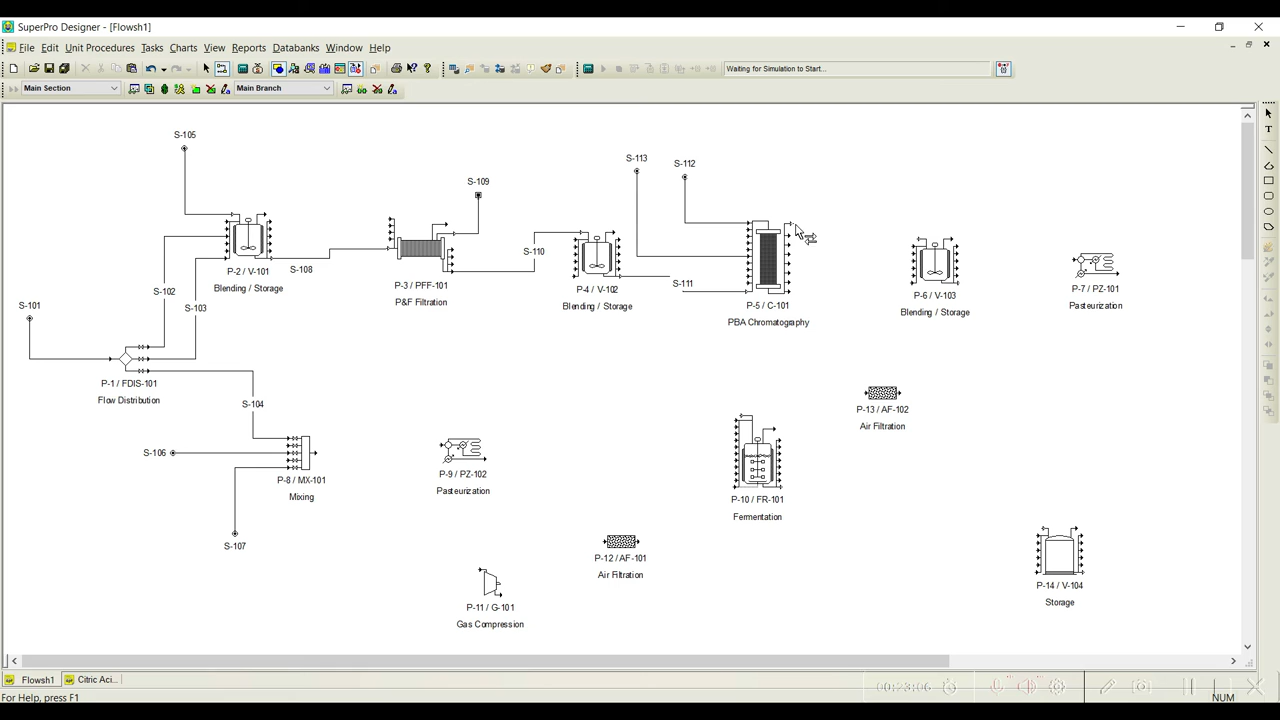 SuperPro Designer - [Flowsh1]
File Edit Unit Procedures Tasks Charts View Reports Databanks Window Help
Waiting for Simulation to Start...
Main Section Main Branch
S-105
S-113
S-112
S-109
S-110
S-102
S-108
S-111
S-103
S-101
P-2 / V-101
Blending / Storage
P-3 / PFF-101
P&F Filtration
P-4 / V-102
Blending / Storage
P-5 / C-101
PBA Chromatography
P-6 / V-103
Blending / Storage
P-7 / PZ-101
Pasteurization
P-1 / FDIS-101
Flow Distribution
S-104
P-13 / AF-102
Air Filtration
S-106
P-8 / MX-101
Mixing
P-9 / PZ-102
Pasteurization
P-10 / FR-101
Fermentation
S-107
P-12 / AF-101
Air Filtration
P-14 / V-104
Storage
P-11 / G-101
Gas Compression
Flowsh1 Citric Aci...
00:23:06
For Help, press F1
NUM